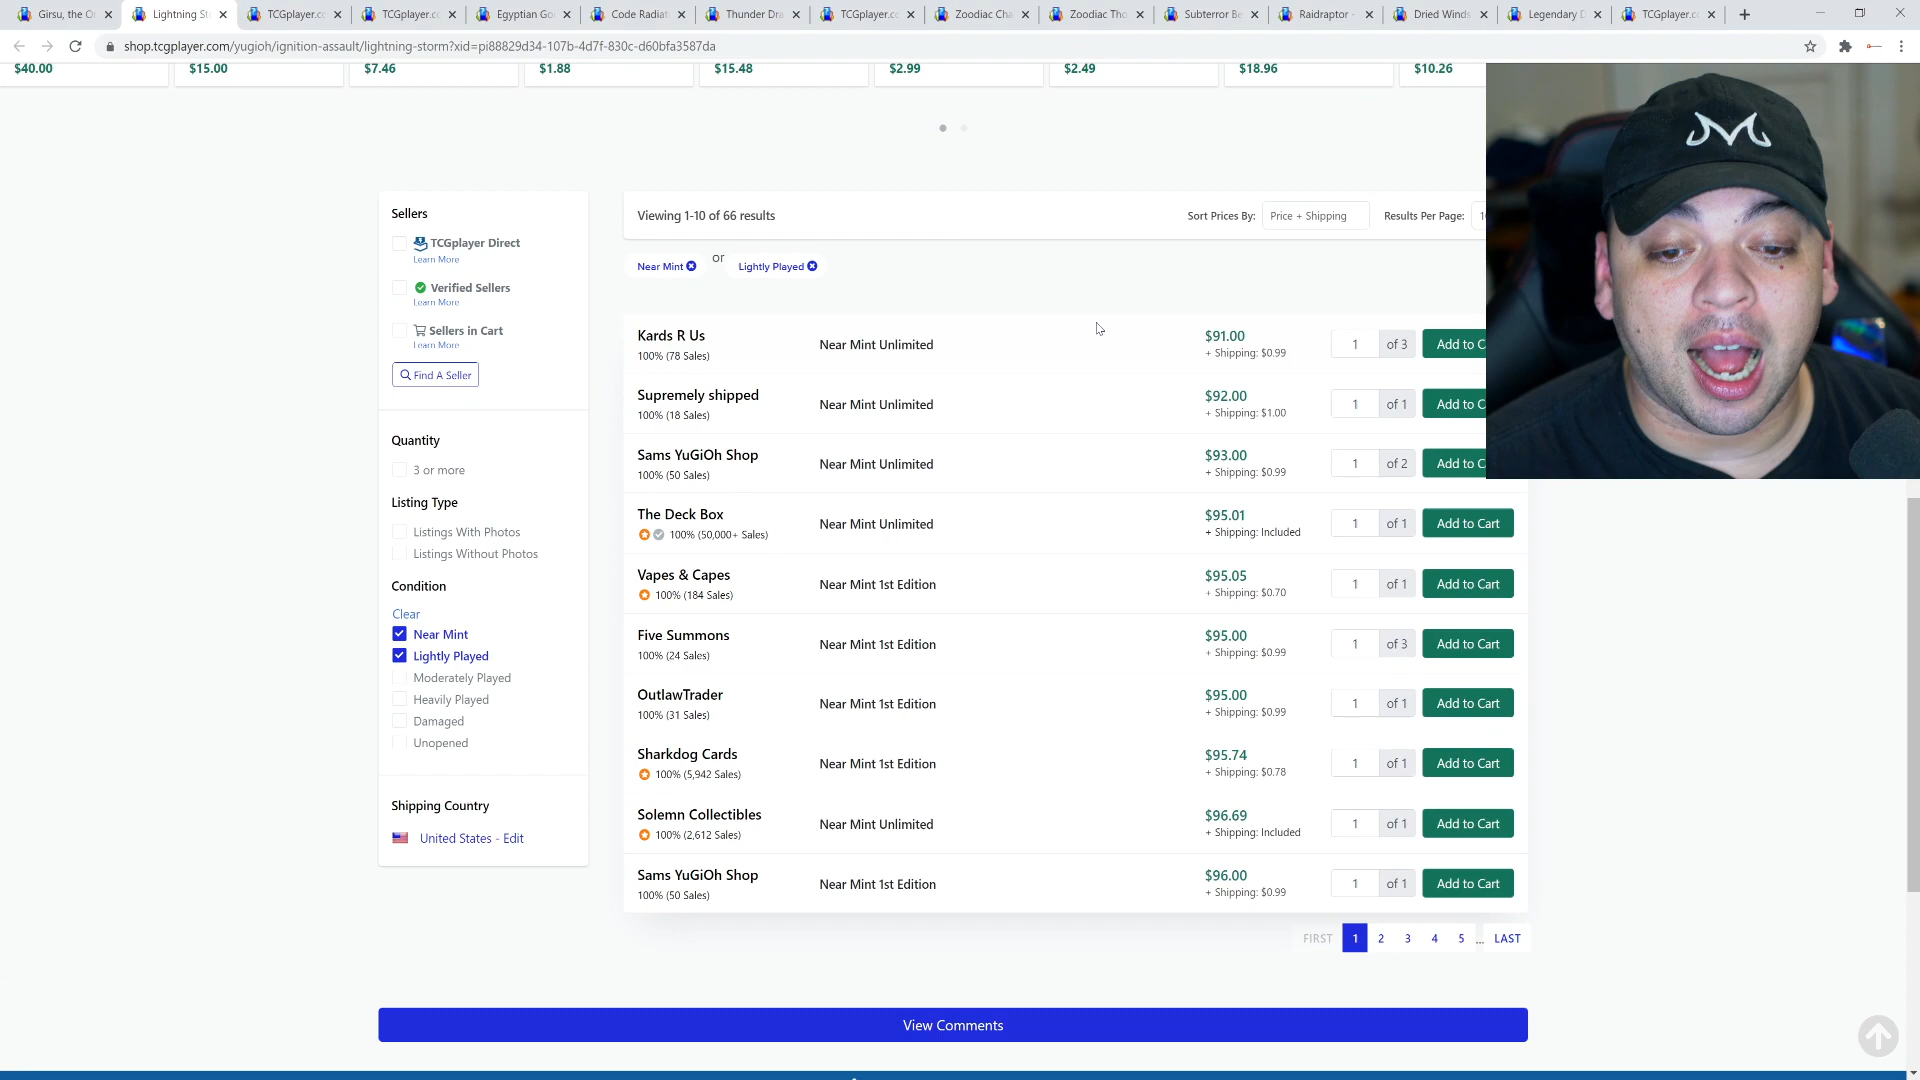 Girsu, the O
Lightning St
TCGplayer.co
TCGplayer.co
Egyptian Go
Code Radiat
Thunder Dra
TCGplayer.co
Zoodiac Cha
Zoodiac Tho
Subterror Be
Raidraptor -
Dried Winds
Legendary D
TCGplayer.co
shop.tcgplayer.com/yugioh/ignition-assault/lightning-storm?xid=pi88829d34-107b-4d7f-830c-d60bfa3587da
$40.00 $15.00 $7.46 $1.88 $15.48 $2.99 $2.49 $18.96 $10.26
Sellers
TCGplayer Direct
Learn More
Verified Sellers
Learn More
Sellers in Cart
Learn More
Find A Seller
Quantity
3 or more
Listing Type
Listings With Photos
Listings Without Photos
Condition
Clear
Near Mint
Lightly Played
Moderately Played
Heavily Played
Damaged
Unopened
Shipping Country
United States - Edit
Viewing 1-10 of 66 results
Sort Prices By: Price + Shipping Results Per Page:
Near Mint or Lightly Played
Kards R Us
100% (78 Sales)
Near Mint Unlimited
$91.00
+ Shipping: $0.99
1 of 3 Add to C
Supremely shipped
100% (18 Sales)
Near Mint Unlimited
$92.00
+ Shipping: $1.00
1 of 1 Add to C
Sams YuGiOh Shop
100% (50 Sales)
Near Mint Unlimited
$93.00
+ Shipping: $0.99
1 of 2 Add to C
The Deck Box
100% (50,000+ Sales)
Near Mint Unlimited
$95.01
+ Shipping: Included
1 of 1 Add to Cart
Vapes & Capes
100% (184 Sales)
Near Mint 1st Edition
$95.05
+ Shipping: $0.70
1 of 1 Add to Cart
Five Summons
100% (24 Sales)
Near Mint 1st Edition
$95.00
+ Shipping: $0.99
1 of 3 Add to Cart
OutlawTrader
100% (31 Sales)
Near Mint 1st Edition
$95.00
+ Shipping: $0.99
1 of 1 Add to Cart
Sharkdog Cards
100% (5,942 Sales)
Near Mint 1st Edition
$95.74
+ Shipping: $0.78
1 of 1 Add to Cart
Solemn Collectibles
100% (2,612 Sales)
Near Mint Unlimited
$96.69
+ Shipping: Included
1 of 1 Add to Cart
Sams YuGiOh Shop
100% (50 Sales)
Near Mint 1st Edition
$96.00
+ Shipping: $0.99
1 of 1 Add to Cart
FIRST 1 2 3 4 5 ... LAST
View Comments